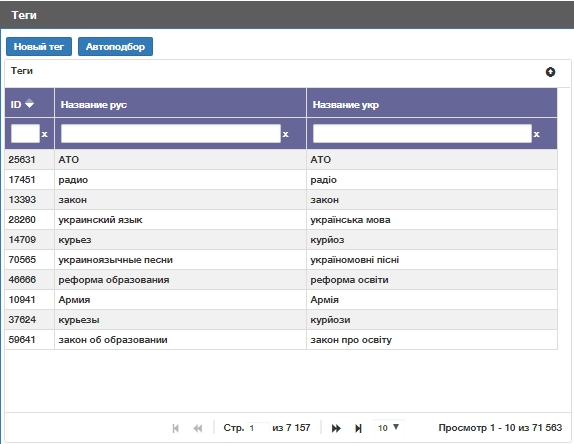 Теги
Новый тег Автоподбор
Теги
ID Название рус Название укр
x x x
25631 АТО АТО
17451 радио радіо
13393 закон закон
28260 украинский язык українська мова
14709 курьез курйоз
70565 украиноязычные песни україномовні пісні
46666 реформа образования реформа освіти
10941 Армия Армія
37624 курьезы курйози
59641 закон об образовании закон про освіту
Стр. 1 из 7 157 10 Просмотр 1 - 10 из 71 563